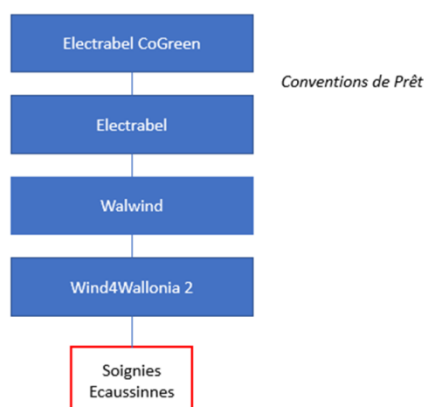 Electrabel CoGreen
Conventions de Prêt
Electrabel
Walwind
Wind4Wallonia 2
Soignies
Ecaussinnes